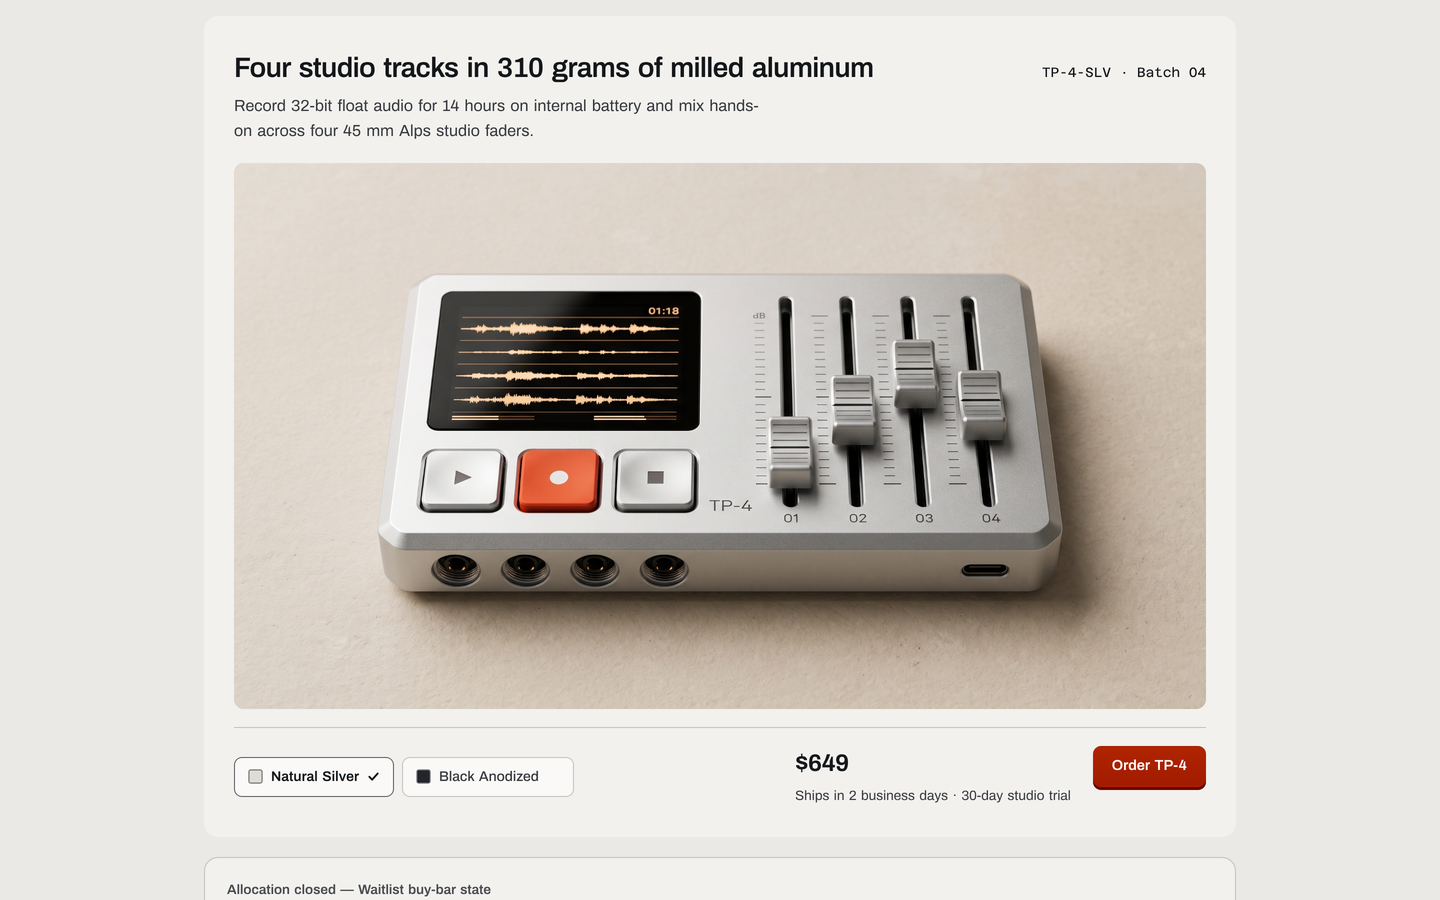 Four studio tracks in 310 grams of milled aluminum
TP-4-SLV · Batch 04
Record 32-bit float audio for 14 hours on internal battery and mix hands-
on across four 45 mm Alps studio faders.
01:18
dB
TP-4
01
02
03
04
Natural Silver
Black Anodized
$649
Ships in 2 business days · 30-day studio trial
Order TP-4
Allocation closed — Waitlist buy-bar state